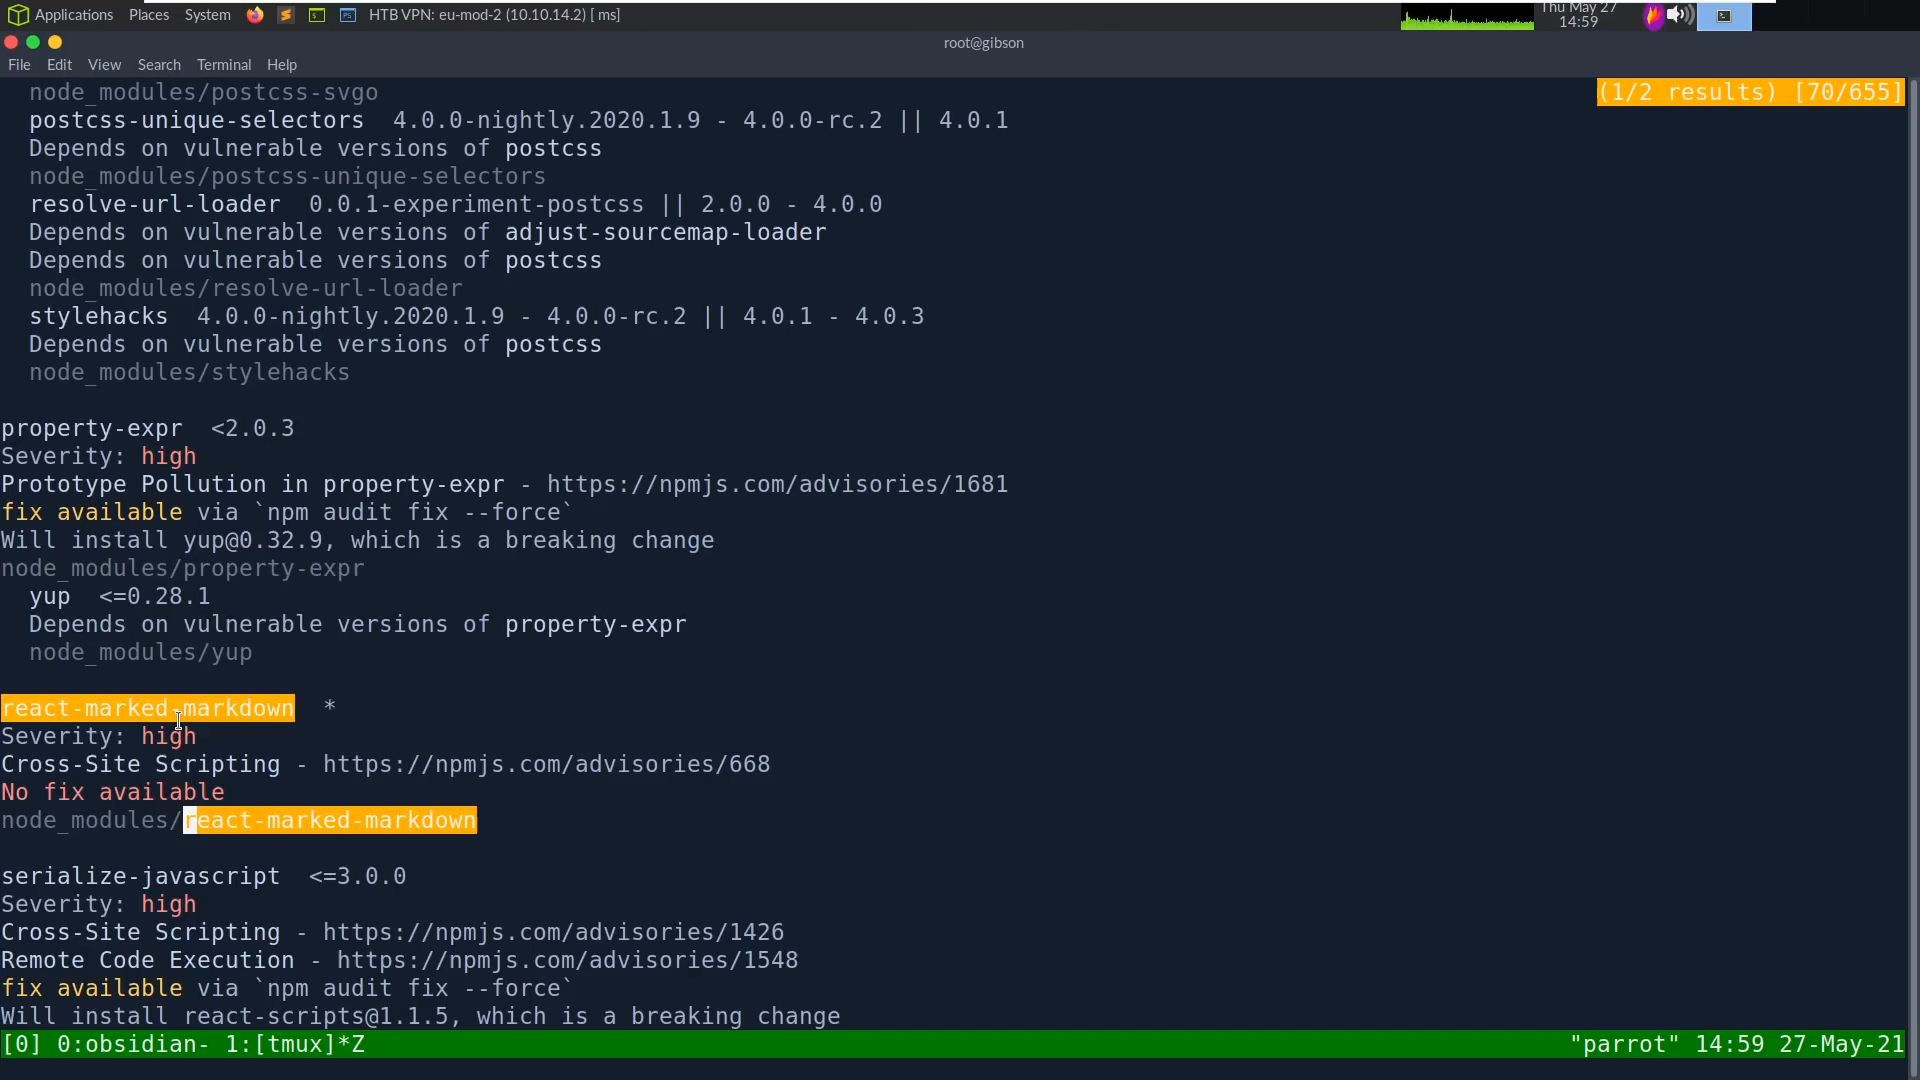 Applications Places System HTB VPN: eu-mod-2 (10.10.14.2) [ ms] Thu May 27
14:59
root@gibson
File Edit View Search Terminal Help
node_modules/postcss-svgo (1/2 results) [70/655]
postcss-unique-selectors 4.0.0-nightly.2020.1.9 - 4.0.0-rc.2 || 4.0.1
Depends on vulnerable versions of postcss
node_modules/postcss-unique-selectors
resolve-url-loader 0.0.1-experiment-postcss || 2.0.0 - 4.0.0
Depends on vulnerable versions of adjust-sourcemap-loader
Depends on vulnerable versions of postcss
node_modules/resolve-url-loader
stylehacks 4.0.0-nightly.2020.1.9 - 4.0.0-rc.2 || 4.0.1 - 4.0.3
Depends on vulnerable versions of postcss
node_modules/stylehacks
property-expr <2.0.3
Severity: high
Prototype Pollution in property-expr - https://npmjs.com/advisories/1681
fix available via `npm audit fix --force`
Will install yup@0.32.9, which is a breaking change
node_modules/property-expr
yup <=0.28.1
Depends on vulnerable versions of property-expr
node_modules/yup
react-marked-markdown *
Severity: high
Cross-Site Scripting - https://npmjs.com/advisories/668
No fix available
node_modules/react-marked-markdown
serialize-javascript <=3.0.0
Severity: high
Cross-Site Scripting - https://npmjs.com/advisories/1426
Remote Code Execution - https://npmjs.com/advisories/1548
fix available via `npm audit fix --force`
Will install react-scripts@1.1.5, which is a breaking change
[0] 0:obsidian- 1:[tmux]*Z "parrot" 14:59 27-May-21